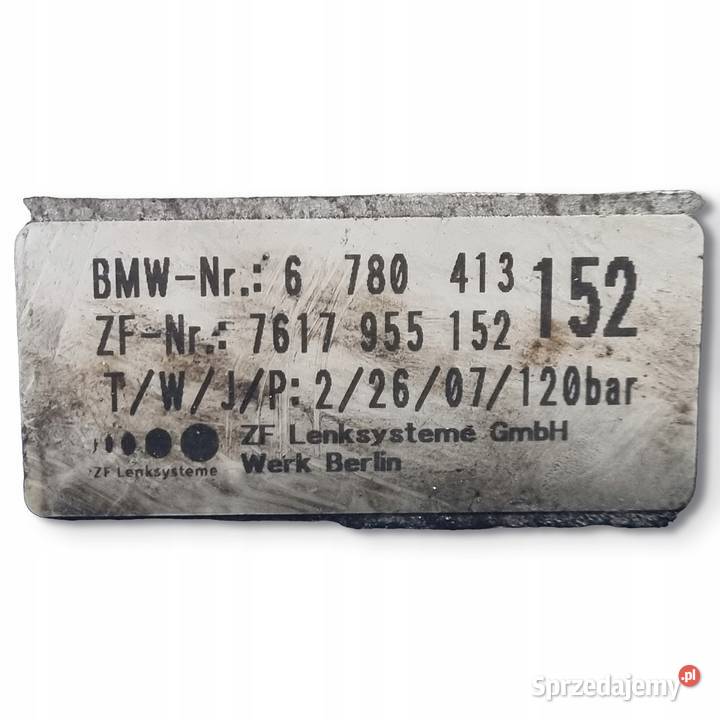 BMW-Nr.: 6 780 413
152
ZF-Nr.: 7617 955 152
T/W/J/P: 2/26/07/120bar
ZF Lenksysteme GmbH
Werk Berlin
ZF Lenksysteme
Sprzedajemy.pl